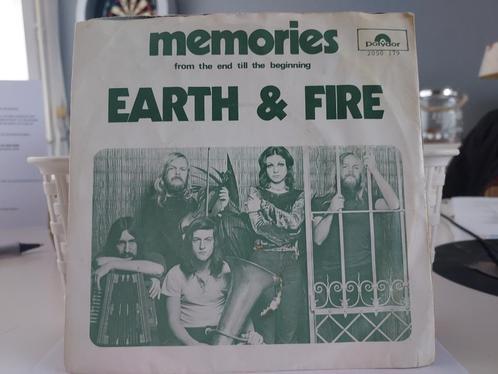 memories
from the end till the beginning
EARTH & FIRE
Polydor
2050 179